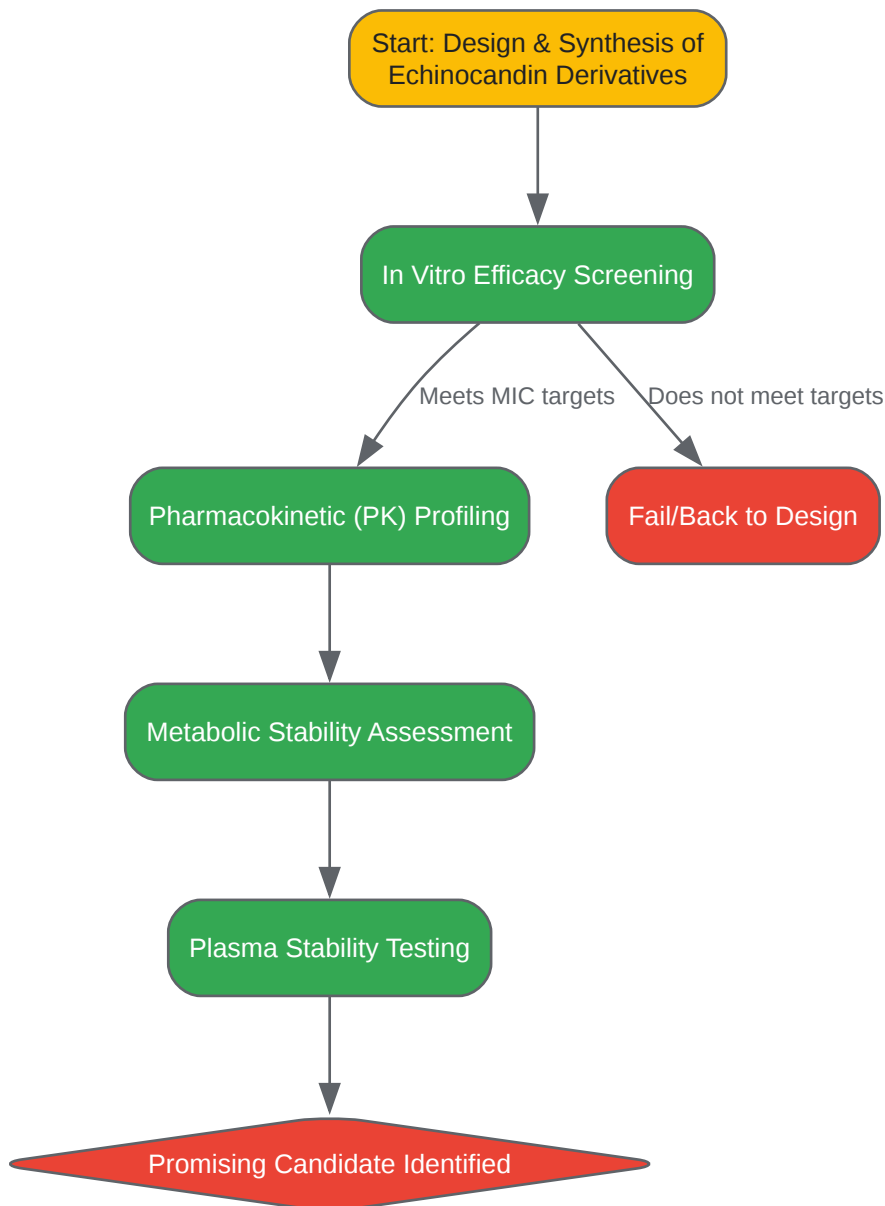 Start: Design & Synthesis of
Echinocandin Derivatives
In Vitro Efficacy Screening
Meets MIC targets
Does not meet targets
Pharmacokinetic (PK) Profiling
Fail/Back to Design
Metabolic Stability Assessment
Plasma Stability Testing
Promising Candidate Identified